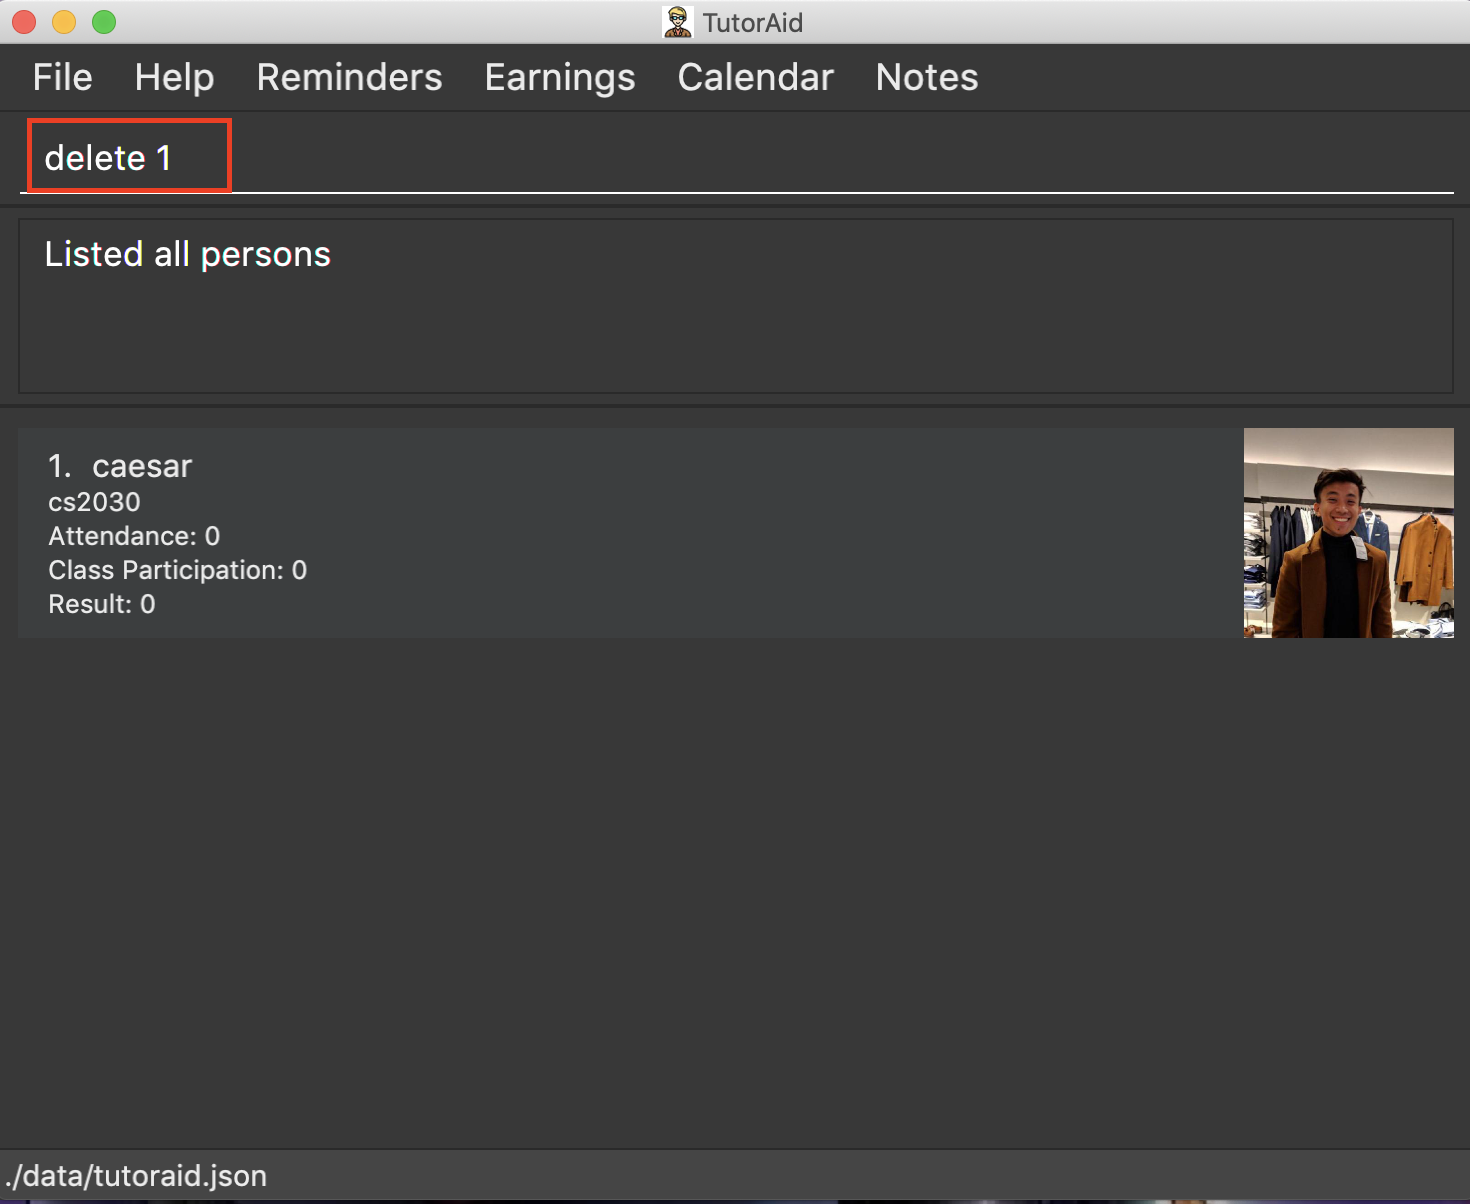 TutorAid
File Help Reminders Earnings Calendar Notes
delete 1
Listed all persons
1. caesar
cs2030
Attendance: 0
Class Participation: 0
Result: 0
./data/tutoraid.json